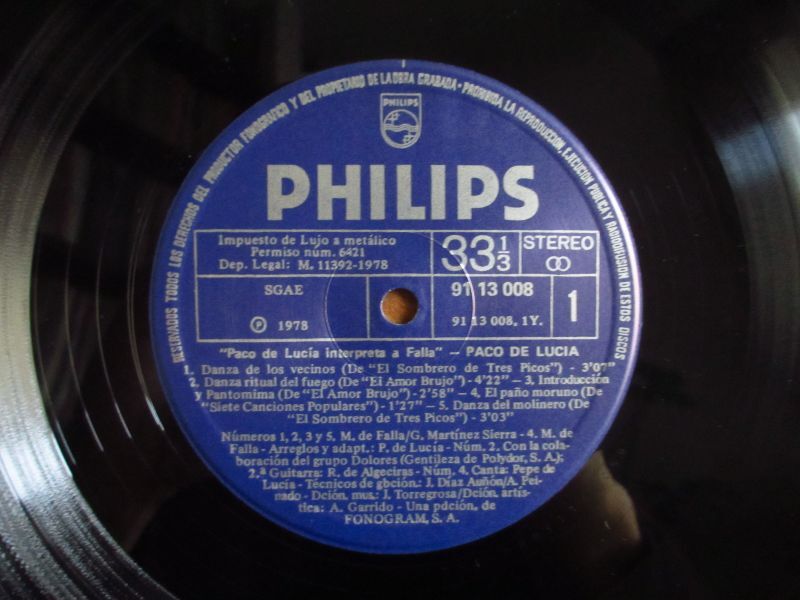 RESERVADOS TODOS LOS DERECHOS DEL PRODUCTOR FONOGRAFICO Y DEL PROPIETARIO DE LA OBRA GRABADA - PROHIBIDA LA REPRODUCCION, EJECUCION PUBLICA Y RADIODIFUSION DE ESTOS DISCOS
PHILIPS
PHILIPS
Impuesto de Lujo a metálico
Permiso núm. 6421
Dep. Legal: M. 11392-1978
33 1/3
STEREO
SGAE
Ⓟ 1978
91 13 008
91 13 008, 1Y.
1
"Paco de Lucía interpreta a Falla" – PACO DE LUCIA
1. Danza de los vecinos (De "El Sombrero de Tres Picos") - 3'07"
2. Danza ritual del fuego (De "El Amor Brujo") - 4'22" – 3. Introducción
y Pantomima (De "El Amor Brujo") - 2'58" – 4. El paño moruno (De
"Siete Canciones Populares") - 1'27" – 5. Danza del molinero (De
"El Sombrero de Tres Picos") - 3'03"
Números 1, 2, 3 y 5. M. de Falla/G. Martínez Sierra - 4. M. de
Falla - Arreglos y adapt.: P. de Lucía - Núm. 2. Con la cola-
boración del grupo Dolores (Gentileza de Polydor, S. A.);
2.ª Guitarra: R. de Algeciras - Núm. 4. Canta: Pepe de
Lucía - Técnicos de gbción.: J. Díaz Auñón/A. Pei-
nado - Dción. mus.: J. Torregrosa/Dción. artís-
tica: A. Garrido - Una pdción. de
FONOGRAM, S. A.